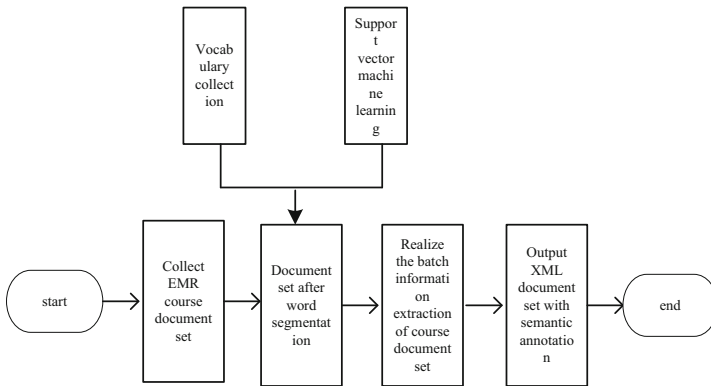 Vocab
ulary
collect
ion
Suppor
t
vector
machi
ne
learnin
g
start
Collect
EMR
course
document
set
Document
set after
word
segmentat
ion
Realize
the batch
informati
on
extraction
of course
document
set
Output
XML
document
set with
semantic
annotatio
n
end